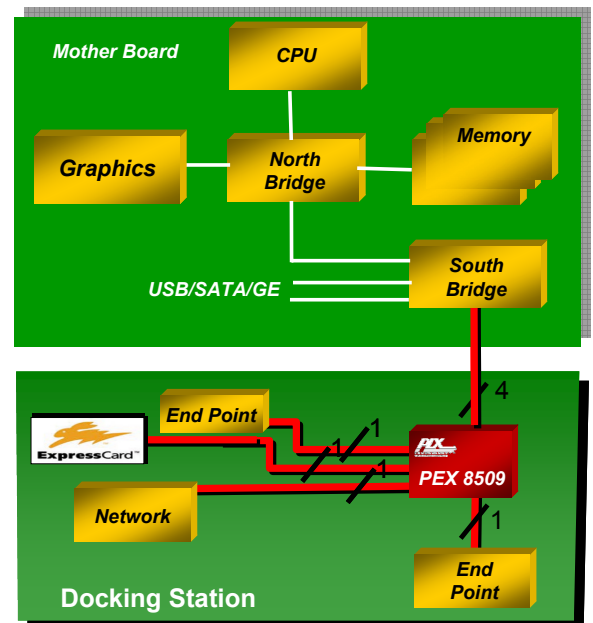 Mother Board
CPU
Graphics
North
Bridge
Memory
South
Bridge
USB/SATA/GE
4
End Point
1
ExpressCard™
1
PLX
PEX 8509
1
Network
1
End
Point
Docking Station